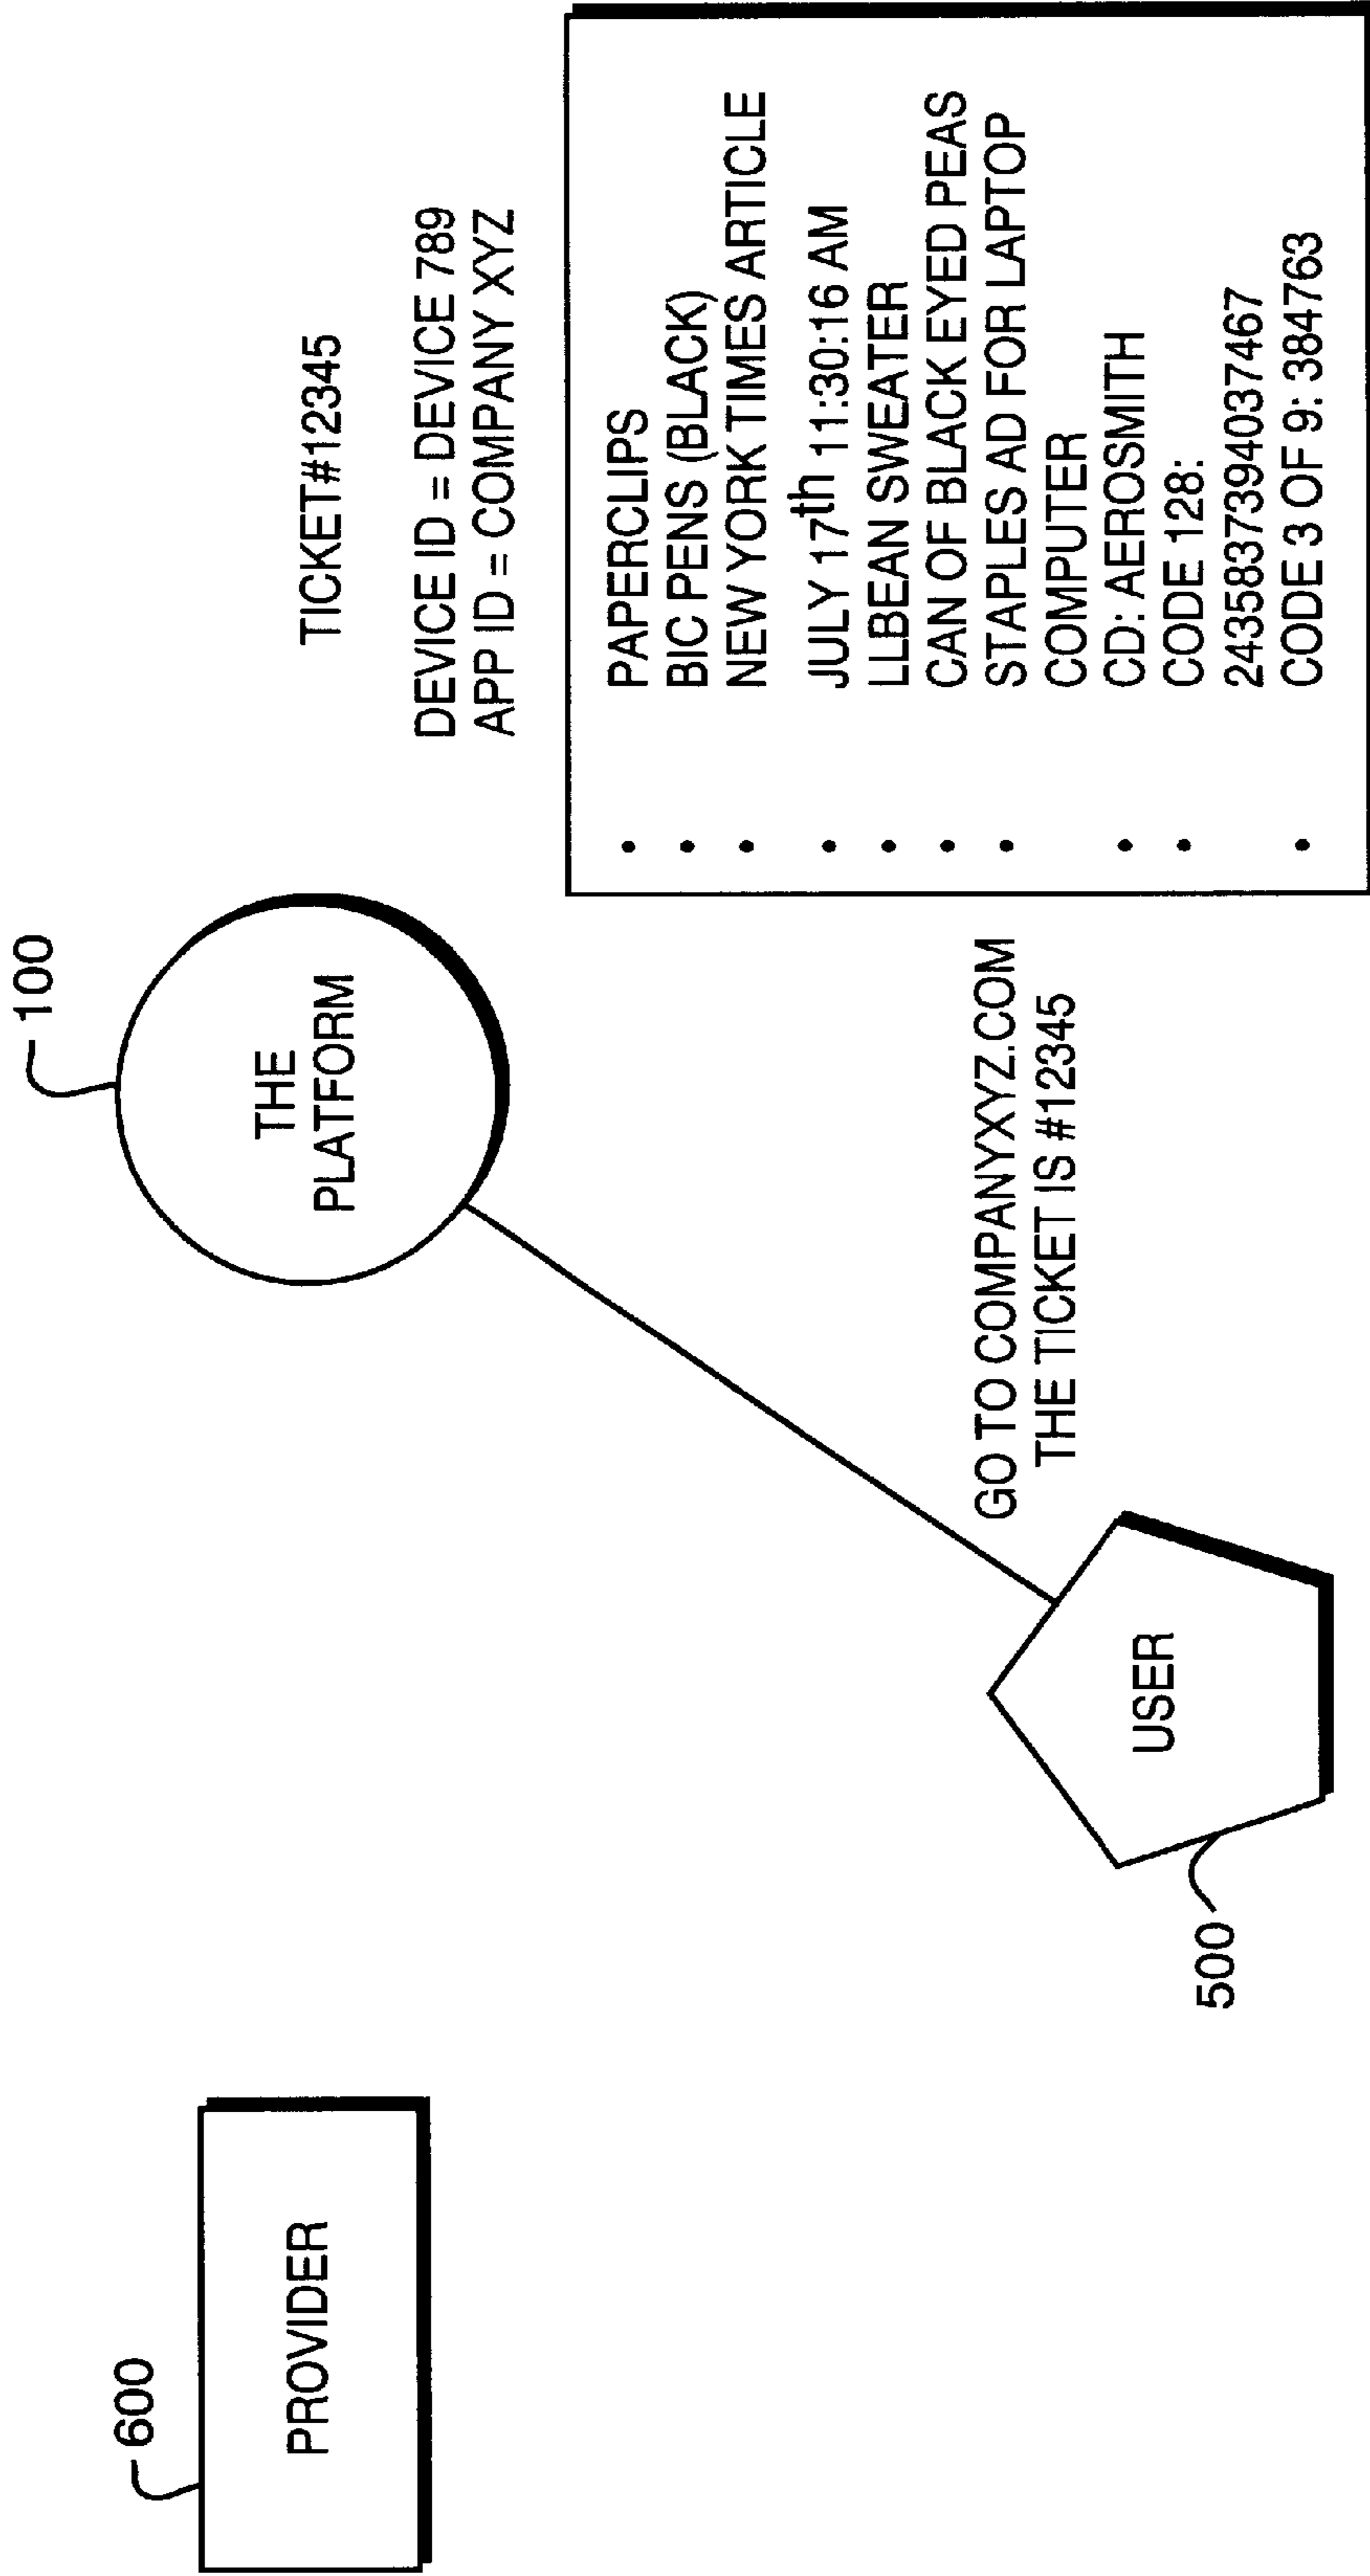 600
PROVIDER
100
THE
PLATFORM
TICKET#12345
DEVICE ID = DEVICE 789
APP ID = COMPANY XYZ
500
USER
GO TO COMPANYXYZ.COM
THE TICKET IS #12345
• PAPERCLIPS
• BIC PENS (BLACK)
• NEW YORK TIMES ARTICLE
• JULY 17th 11:30:16 AM
• LLBEAN SWEATER
• CAN OF BLACK EYED PEAS
• STAPLES AD FOR LAPTOP
COMPUTER
• CD: AEROSMITH
• CODE 128:
2435837394037467
• CODE 3 OF 9: 384763